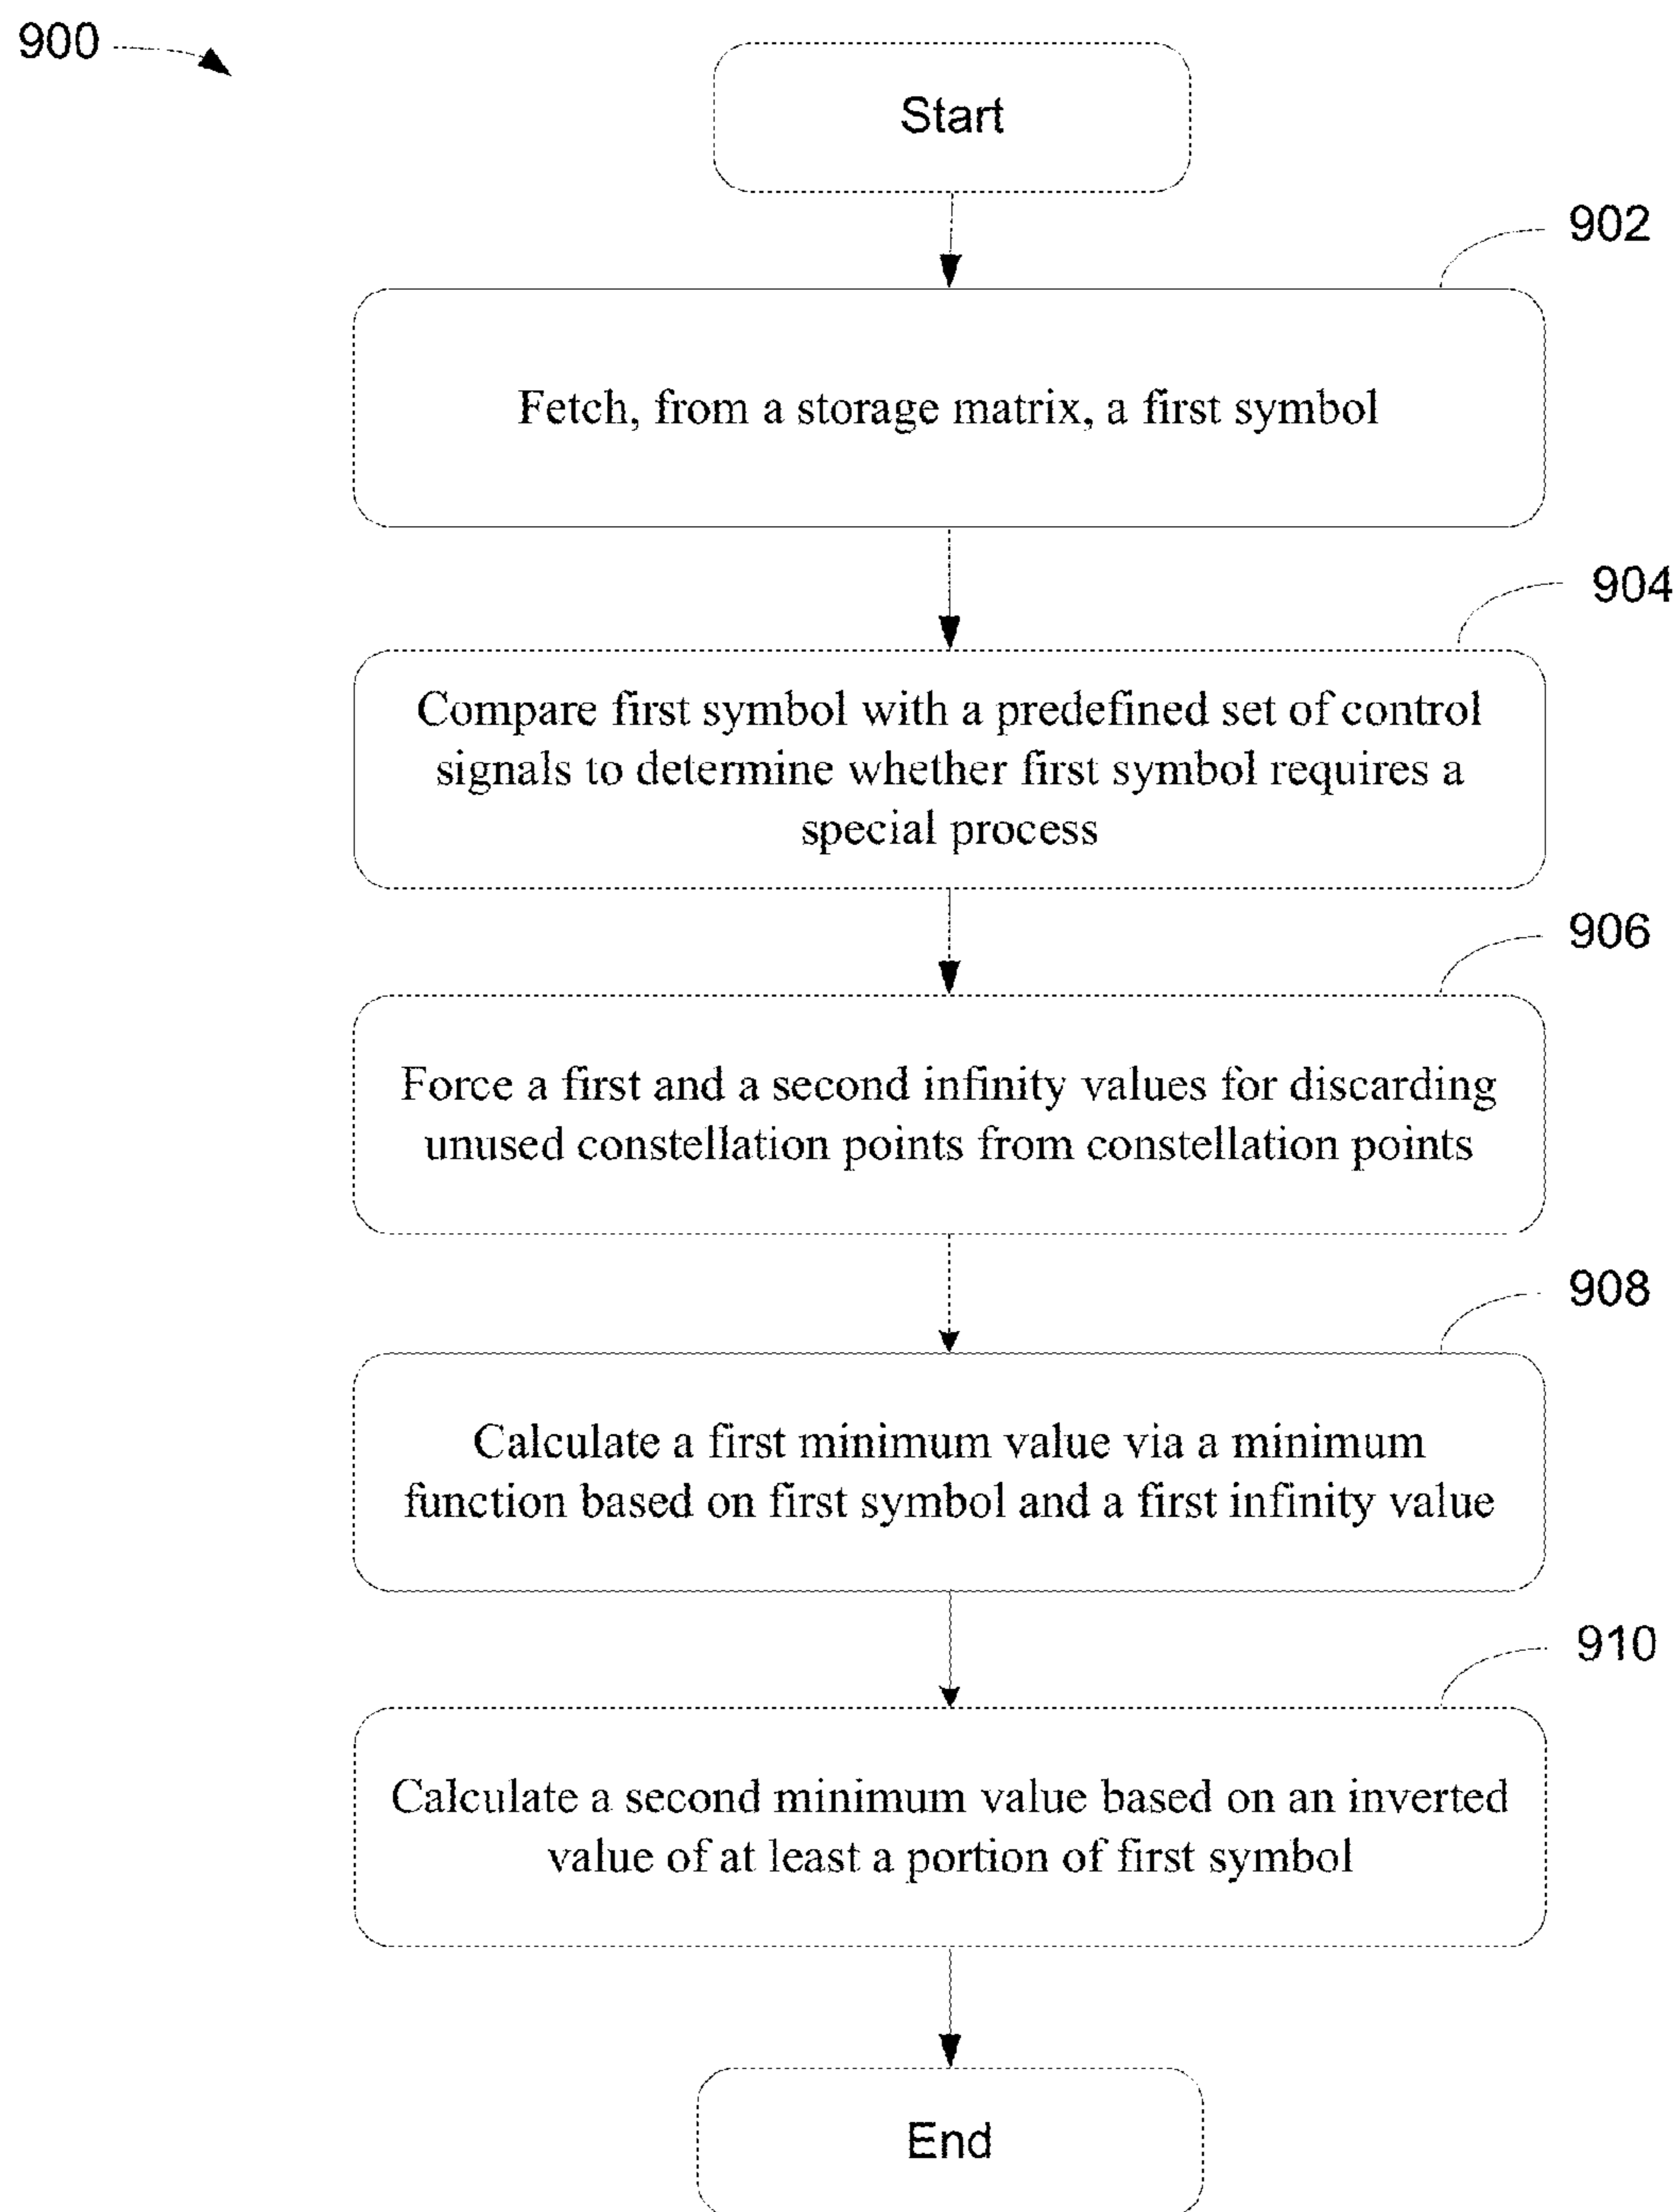 900
Start
902
Fetch, from a storage matrix, a first symbol
904
Compare first symbol with a predefined set of control
signals to determine whether first symbol requires a
special process
906
Force a first and a second infinity values for discarding
unused constellation points from constellation points
908
Calculate a first minimum value via a minimum
function based on first symbol and a first infinity value
910
Calculate a second minimum value based on an inverted
value of at least a portion of first symbol
End